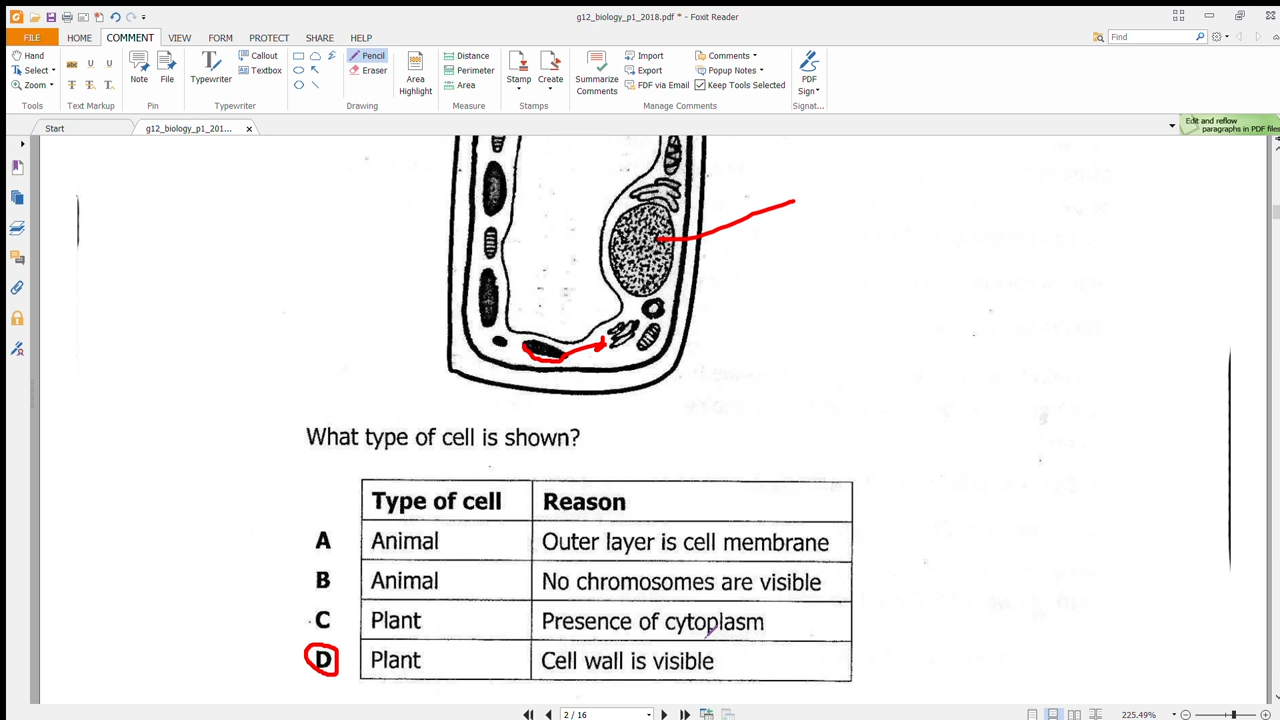 g12_biology_p1_2018.pdf * - Foxit Reader
FILE HOME COMMENT VIEW FORM PROTECT SHARE HELP Find
Hand
Select
Zoom
Tools
abc U U
T T T
Text Markup
Note
File
Pin
Typewriter
Callout
Textbox
Typewriter
Pencil
Eraser
Area
Highlight
Drawing
Distance
Perimeter
Area
Measure
Stamp
Create
Stamps
Summarize
Comments
Import
Export
FDF via Email
Comments
Popup Notes
Keep Tools Selected
Manage Comments
PDF
Sign
Signat...
Start g12_biology_p1_201...
Edit and reflow
paragraphs in PDF files
What type of cell is shown?
Type of cell Reason
A Animal Outer layer is cell membrane
B Animal No chromosomes are visible
C Plant Presence of cytoplasm
D Plant Cell wall is visible
2 / 16 225.49%